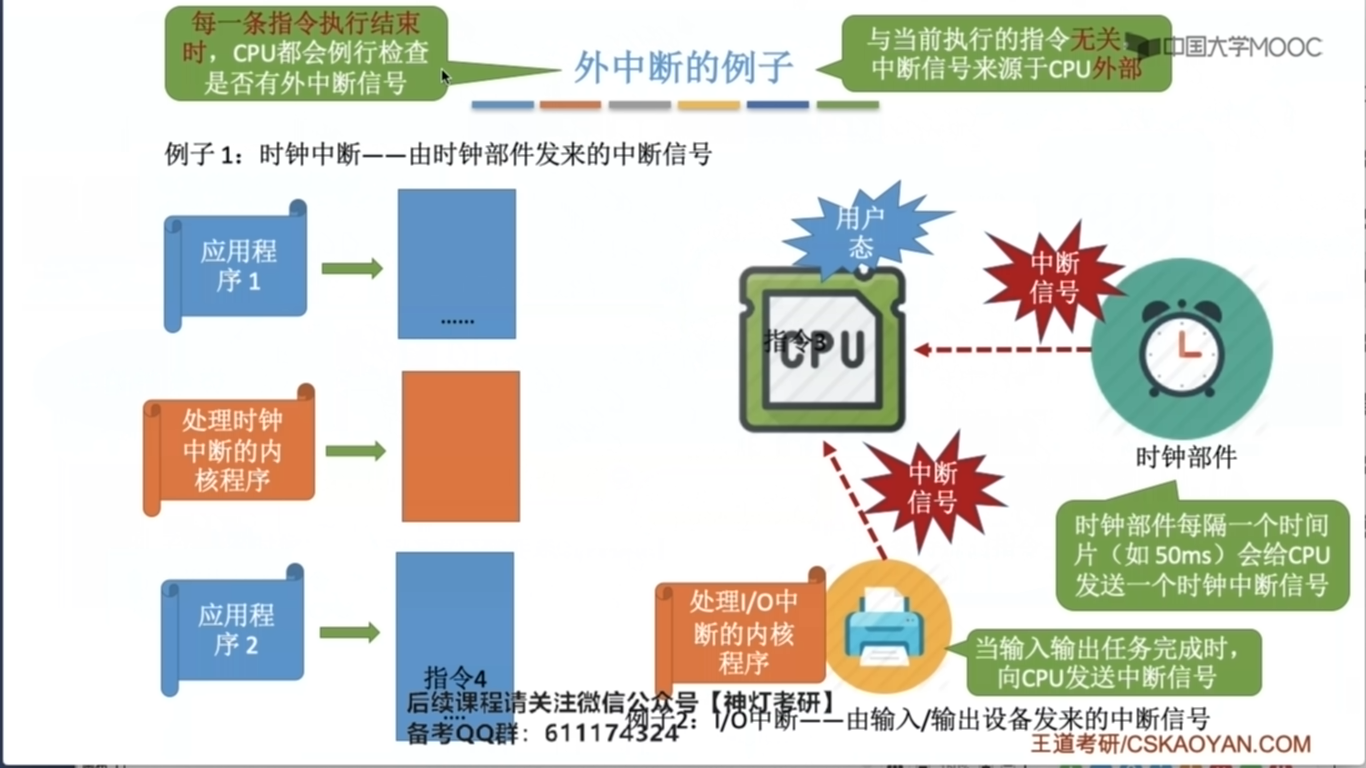 每一条指令执行结束
时，CPU都会例行检查
是否有外中断信号
外中断的例子
与当前执行的指令无关，
中断信号来源于CPU外部
中国大学MOOC
例子 1：时钟中断——由时钟部件发来的中断信号
应用程
序 1
……
用户
态
中断
信号
指令3
CPU
处理时钟
中断的内
核程序
时钟部件
中断
信号
时钟部件每隔一个时间
片（如 50ms）会给CPU
发送一个时钟中断信号
应用程
序 2
指令4
....
处理I/O中
断的内核
程序
当输入输出任务完成时，
向CPU发送中断信号
后续课程请关注微信公众号【神灯考研】
例子2：I/O中断——由输入/输出设备发来的中断信号
备考QQ群：611174324
王道考研/CSKAOYAN.COM